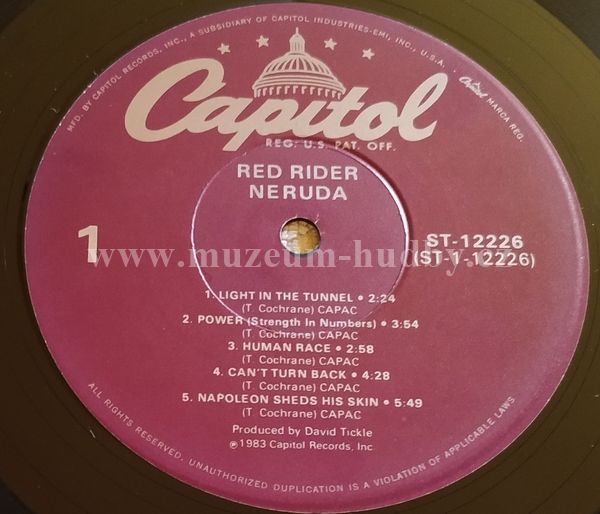 MFD. BY CAPITOL RECORDS, INC., A SUBSIDIARY OF CAPITOL INDUSTRIES-EMI, INC., U.S.A.
Capitol MARCA REG.
Capitol
REG. U.S. PAT. OFF.
RED RIDER
NERUDA
1
ST-12226
(ST-1-12226)
www.muzeum-hudby.cz
1. LIGHT IN THE TUNNEL • 2:24
(T. Cochrane) CAPAC
2. POWER (Strength In Numbers) • 3:54
(T. Cochrane) CAPAC
3. HUMAN RACE • 2:58
(T. Cochrane) CAPAC
4. CAN'T TURN BACK • 4:28
(T. Cochrane) CAPAC
5. NAPOLEON SHEDS HIS SKIN • 5:49
(T. Cochrane) CAPAC
Produced by David Tickle
℗1983 Capitol Records, Inc.
ALL RIGHTS RESERVED. UNAUTHORIZED DUPLICATION IS A VIOLATION OF APPLICABLE LAWS